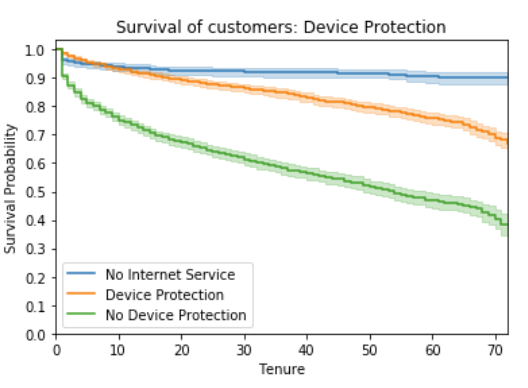 Survival of customers: Device Protection
1.0
0.9
0.8
0.7
0.6
0.5
0.4
0.3
0.2
0.1
0.0
Survival Probability
No Internet Service
Device Protection
No Device Protection
0 10 20 30 40 50 60 70
Tenure